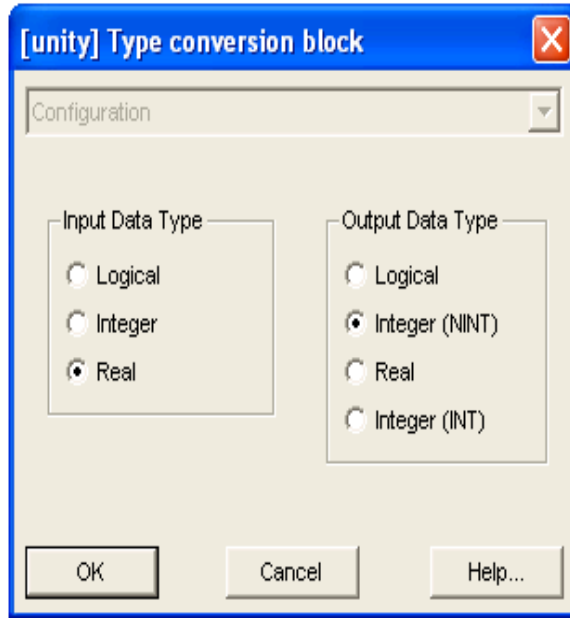 [unity] Type conversion block
Configuration
Input Data Type
Logical
Integer
Real
Output Data Type
Logical
Integer (NINT)
Real
Integer (INT)
OK
Cancel
Help...